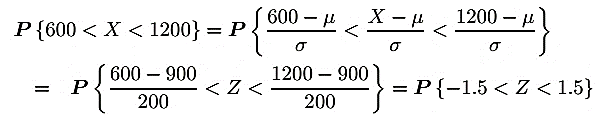 P {600 < X < 1200} = P { (600 − μ)/σ < (X − μ)/σ < (1200 − μ)/σ }
= P { (600 − 900)/200 < Z < (1200 − 900)/200 } = P {−1.5 < Z < 1.5}